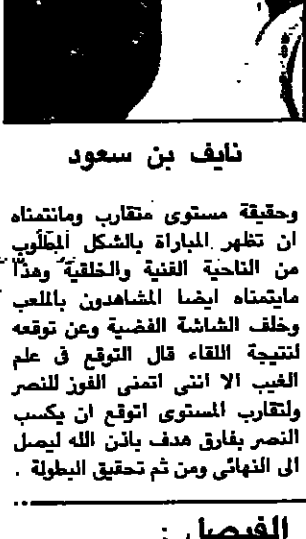 نايف بن سعود
وحقيقة مستوى متقارب ومانتمناه
ان تظهر المباراة بالشكل المطلوب
من الناحية الفنية والخلقية وهذا
مايتمناه ايضا المشاهدون بالملعب
وخلف الشاشة الفضية وعن توقعه
لنتيجة اللقاء قال التوقع في علم
الغيب الا انني اتمنى الفوز للنصر
ولتقارب المستوى اتوقع ان يكسب
النصر بفارق هدف باذن الله ليصل
الى النهائي ومن ثم تحقيق البطولة .
الفيصل :